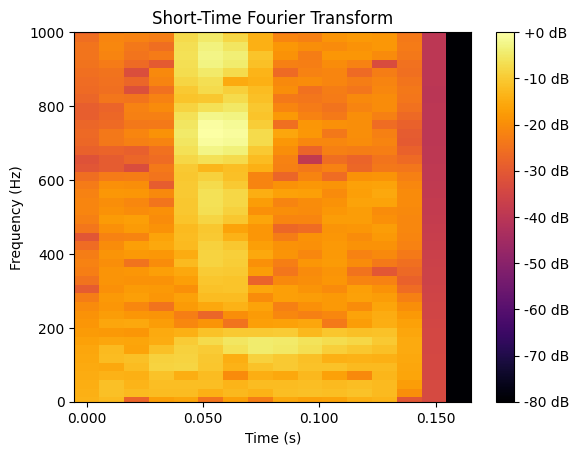 Short-Time Fourier Transform
1000
800
600
400
200
0
Frequency (Hz)
0.000
0.050
0.100
0.150
Time (s)
+0 dB
-10 dB
-20 dB
-30 dB
-40 dB
-50 dB
-60 dB
-70 dB
-80 dB